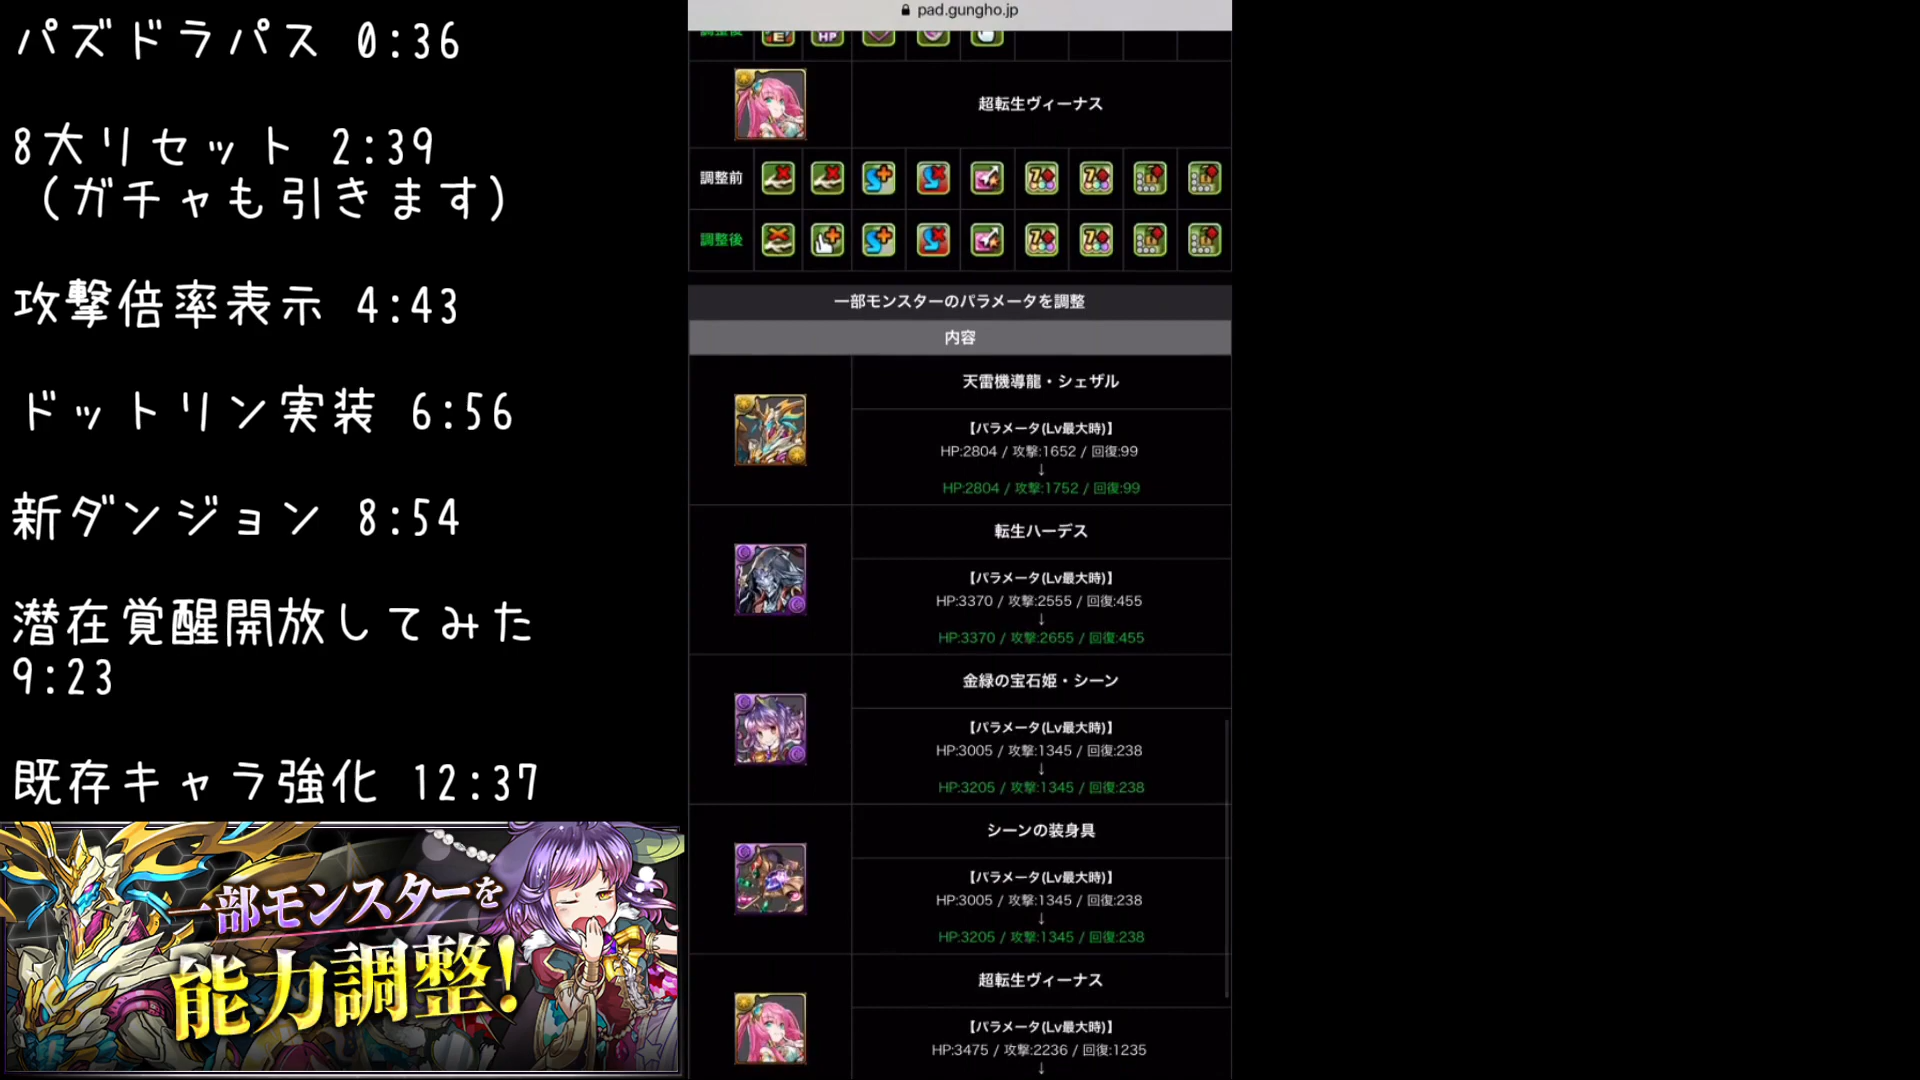 パズドラパス 0:36
8大リセット 2:39
（ガチャも引きます）
攻撃倍率表示 4:43
ドットリン実装 6:56
新ダンジョン 8:54
潜在覚醒開放してみた
9:23
既存キャラ強化 12:37
一部モンスターを
能力調整!
pad.gungho.jp
調整後
超転生ヴィーナス
調整前
調整後
一部モンスターのパラメータを調整
内容
天雷機導龍・シェザル
【パラメータ(Lv最大時)】
HP:2804 / 攻撃:1652 / 回復:99
↓
HP:2804 / 攻撃:1752 / 回復:99
転生ハーデス
【パラメータ(Lv最大時)】
HP:3370 / 攻撃:2555 / 回復:455
↓
HP:3370 / 攻撃:2655 / 回復:455
金緑の宝石姫・シーン
【パラメータ(Lv最大時)】
HP:3005 / 攻撃:1345 / 回復:238
↓
HP:3205 / 攻撃:1345 / 回復:238
シーンの装身具
【パラメータ(Lv最大時)】
HP:3005 / 攻撃:1345 / 回復:238
↓
HP:3205 / 攻撃:1345 / 回復:238
超転生ヴィーナス
【パラメータ(Lv最大時)】
HP:3475 / 攻撃:2236 / 回復:1235
↓